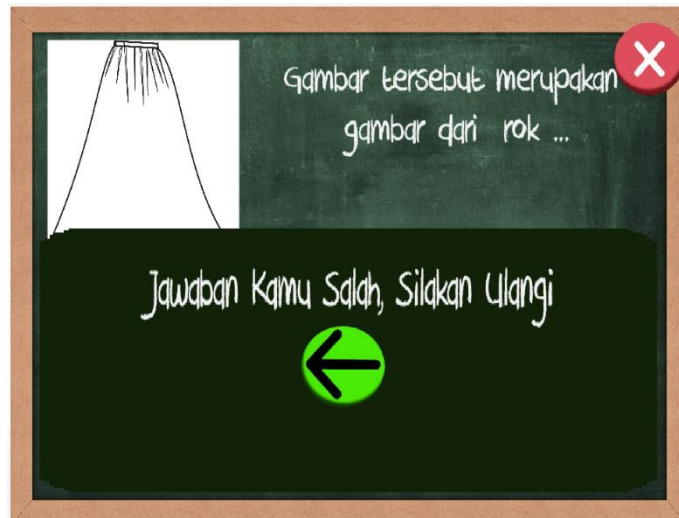 Gambar tersebut merupakan
gambar dari rok ...
Jawaban Kamu Salah, Silakan Ulangi